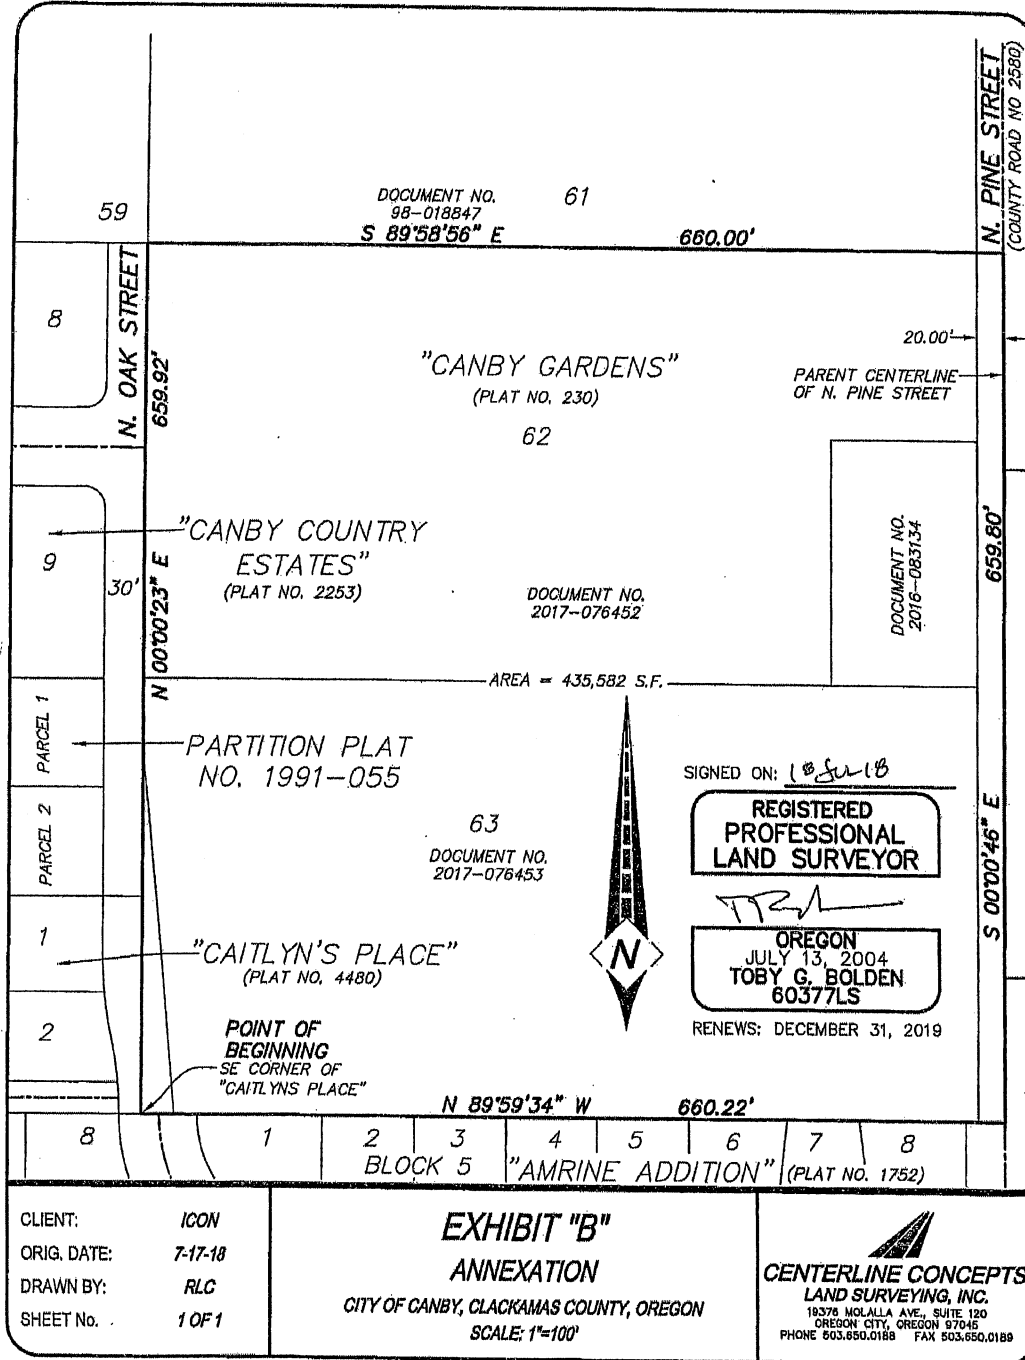 N. PINE STREET
(COUNTY ROAD NO 2580)
DOCUMENT NO.
98-018847
61
59
S 89°58'56" E 660.00'
8
N. OAK STREET
659.92'
20.00'
"CANBY GARDENS"
(PLAT NO. 230)
PARENT CENTERLINE
OF N. PINE STREET
62
"CANBY COUNTRY
ESTATES"
(PLAT NO. 2253)
9
30'
N 00°00'23" E
DOCUMENT NO.
2017-076452
DOCUMENT NO.
2016-083134
659.80'
AREA = 435,582 S.F.
PARCEL 1
PARTITION PLAT
NO. 1991-055
PARCEL 2
63
DOCUMENT NO.
2017-076453
SIGNED ON: 18 JUL 18
REGISTERED
PROFESSIONAL
LAND SURVEYOR
S 00°00'46" E
OREGON
JULY 13, 2004
TOBY G. BOLDEN
60377LS
RENEWS: DECEMBER 31, 2019
N
1
"CAITLYN'S PLACE"
(PLAT NO. 4480)
2
POINT OF
BEGINNING
SE CORNER OF
"CAITLYNS PLACE"
N 89°59'34" W 660.22'
8 1 2 3 4 5 6 7 8
BLOCK 5 "AMRINE ADDITION" (PLAT NO. 1752)
CLIENT: ICON
ORIG. DATE: 7-17-18
DRAWN BY: RLC
SHEET No. 1 OF 1
EXHIBIT "B"
ANNEXATION
CITY OF CANBY, CLACKAMAS COUNTY, OREGON
SCALE: 1"=100'
CENTERLINE CONCEPTS
LAND SURVEYING, INC.
19376 MOLALLA AVE., SUITE 120
OREGON CITY, OREGON 97045
PHONE 503.650.0188 FAX 503.650.0189